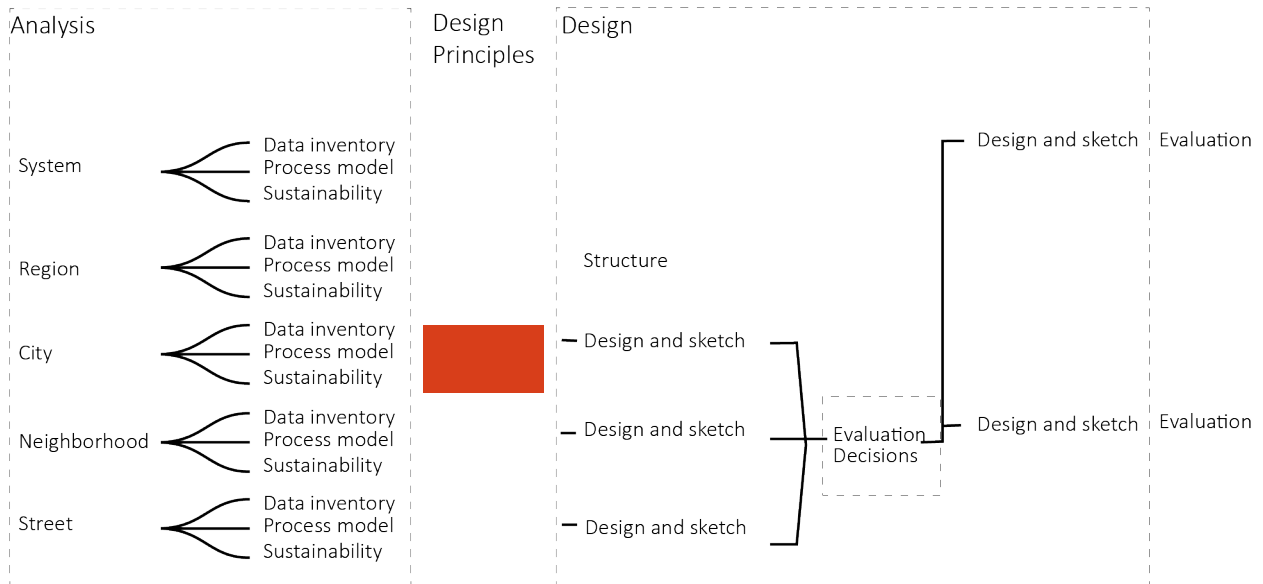 Analysis
System
Data inventory
Process model
Sustainability
Region
Data inventory
Process model
Sustainability
City
Data inventory
Process model
Sustainability
Neighborhood
Data inventory
Process model
Sustainability
Street
Data inventory
Process model
Sustainability
Design
Principles
Design
Structure
Design and sketch
Design and sketch
Design and sketch
Evaluation
Decisions
Design and sketch
Evaluation
Design and sketch
Evaluation